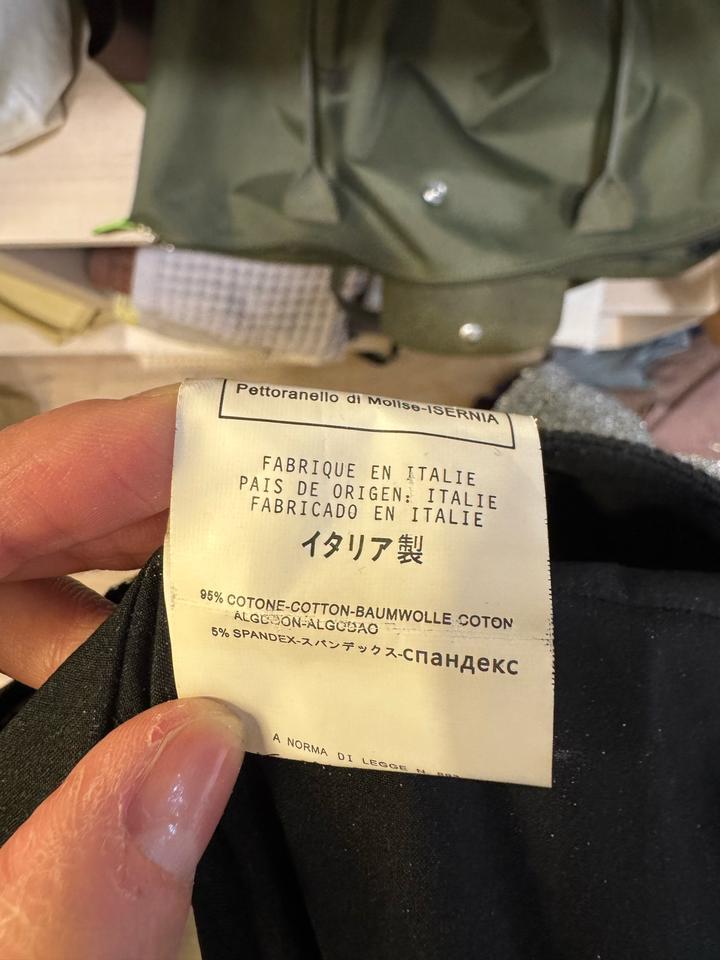 Pettoranello di Molise-ISERNIA
FABRIQUE EN ITALIE
PAIS DE ORIGEN: ITALIE
FABRICADO EN ITALIE
イタリア製
95% COTONE-COTTON-BAUMWOLLE COTON
ALGODON-ALGODAO
5% SPANDEX-スパンデックス-спандекс
A NORMA DI LEGGE N.